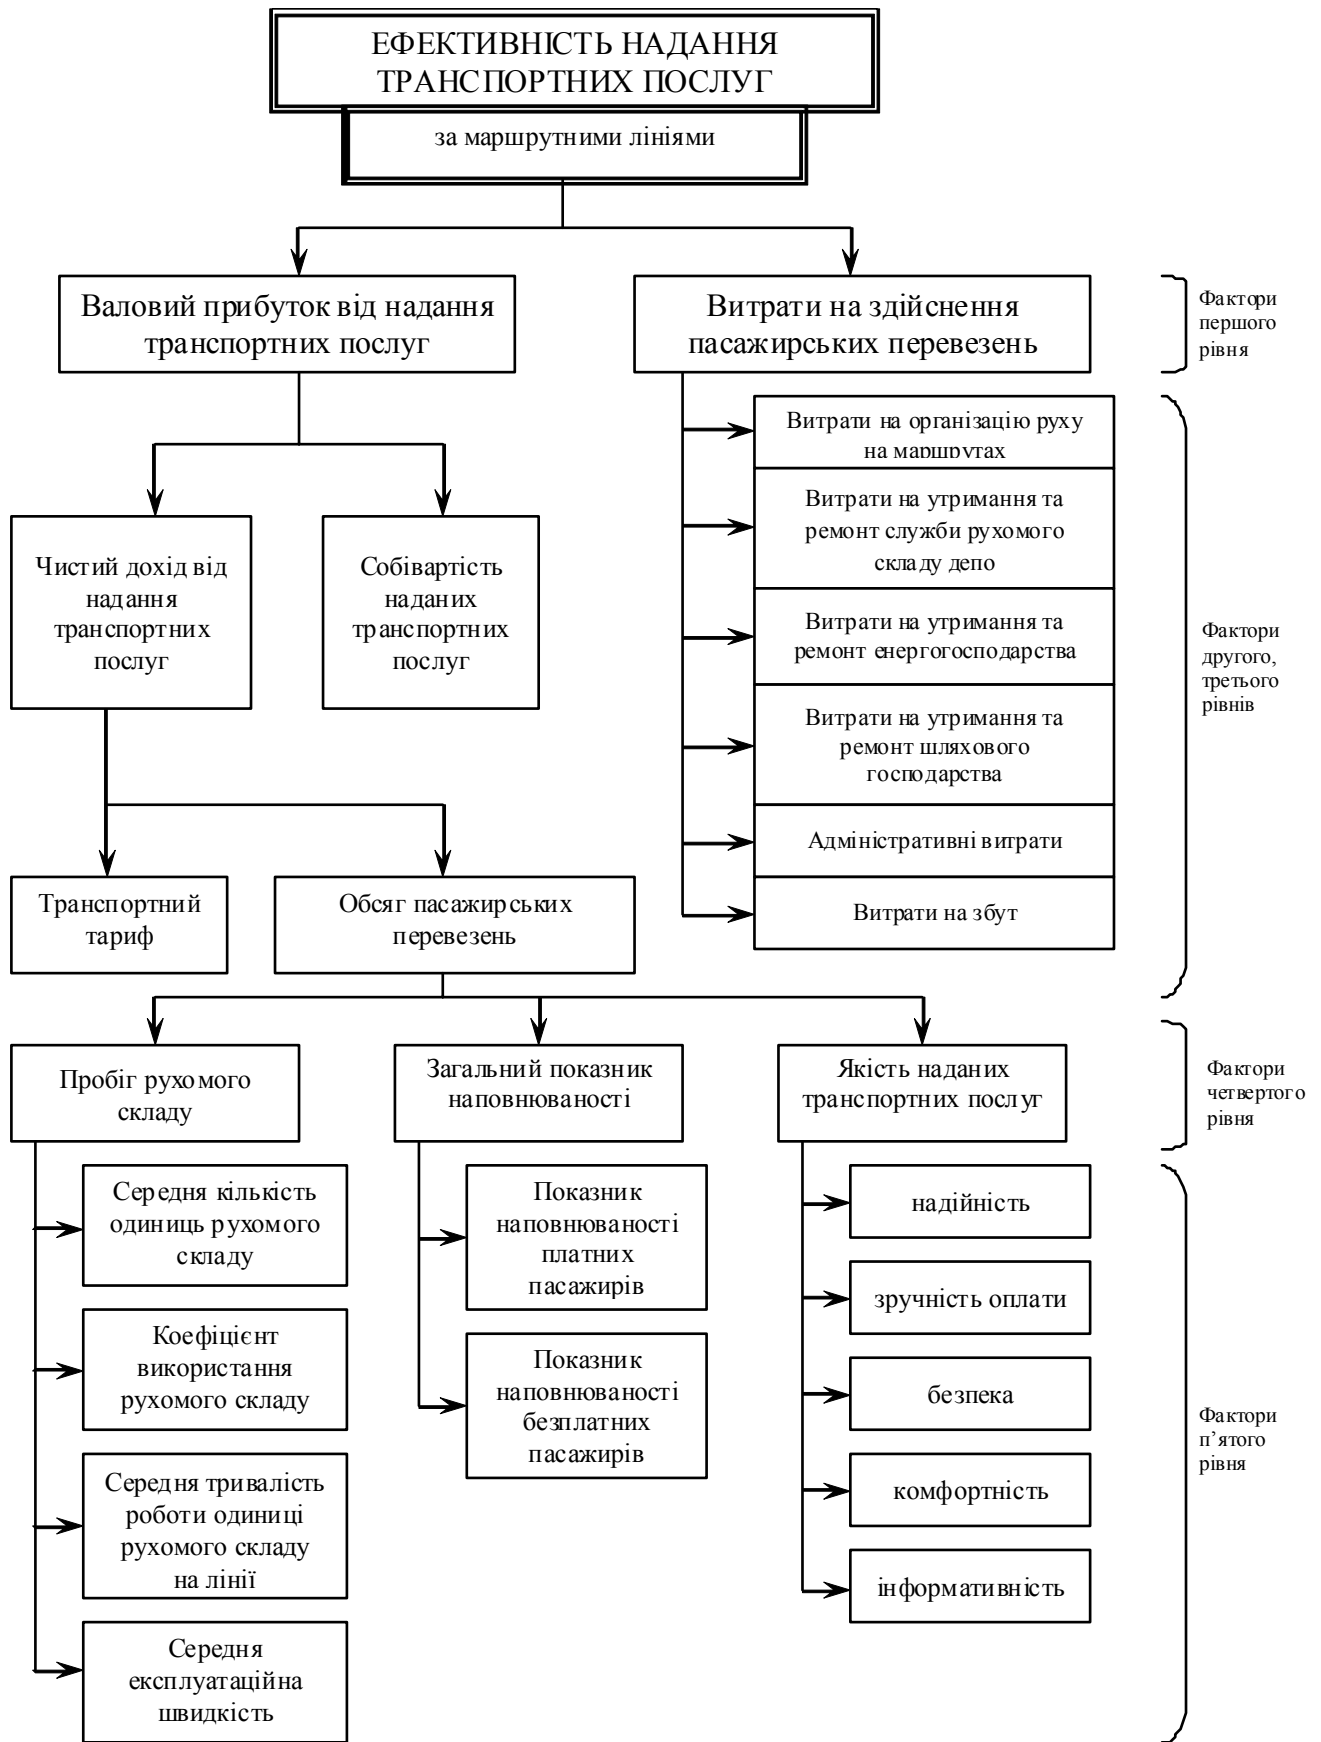 ЕФЕКТИВНІСТЬ НАДАННЯ
ТРАНСПОРТНИХ ПОСЛУГ
за маршрутними лініями
Валовий прибуток від надання
транспортних послуг
Витрати на здійснення
пасажирських перевезень
Фактори
першого
рівня
Витрати на організацію руху
на маршрутах
Витрати на утримання та
ремонт служби рухомого
складу депо
Витрати на утримання та
ремонт енергогосподарства
Витрати на утримання та
ремонт шляхового
господарства
Адміністративні витрати
Витрати на збут
Чистий дохід від
надання
транспортних
послуг
Собівартість
наданих
транспортних
послуг
Фактори
другого,
третього
рівнів
Транспортний
тариф
Обсяг пасажирських
перевезень
Пробіг рухомого
складу
Загальний показник
наповнюваності
Якість наданих
транспортних послуг
Фактори
четвертого
рівня
Середня кількість
одиниць рухомого
складу
Коефіцієнт
використання
рухомого складу
Середня тривалість
роботи одиниці
рухомого складу
на лінії
Середня
експлуатаційна
швидкість
Показник
наповнюваності
платних
пасажирів
Показник
наповнюваності
безплатних
пасажирів
надійність
зручність оплати
безпека
комфортність
інформативність
Фактори
п’ятого
рівня